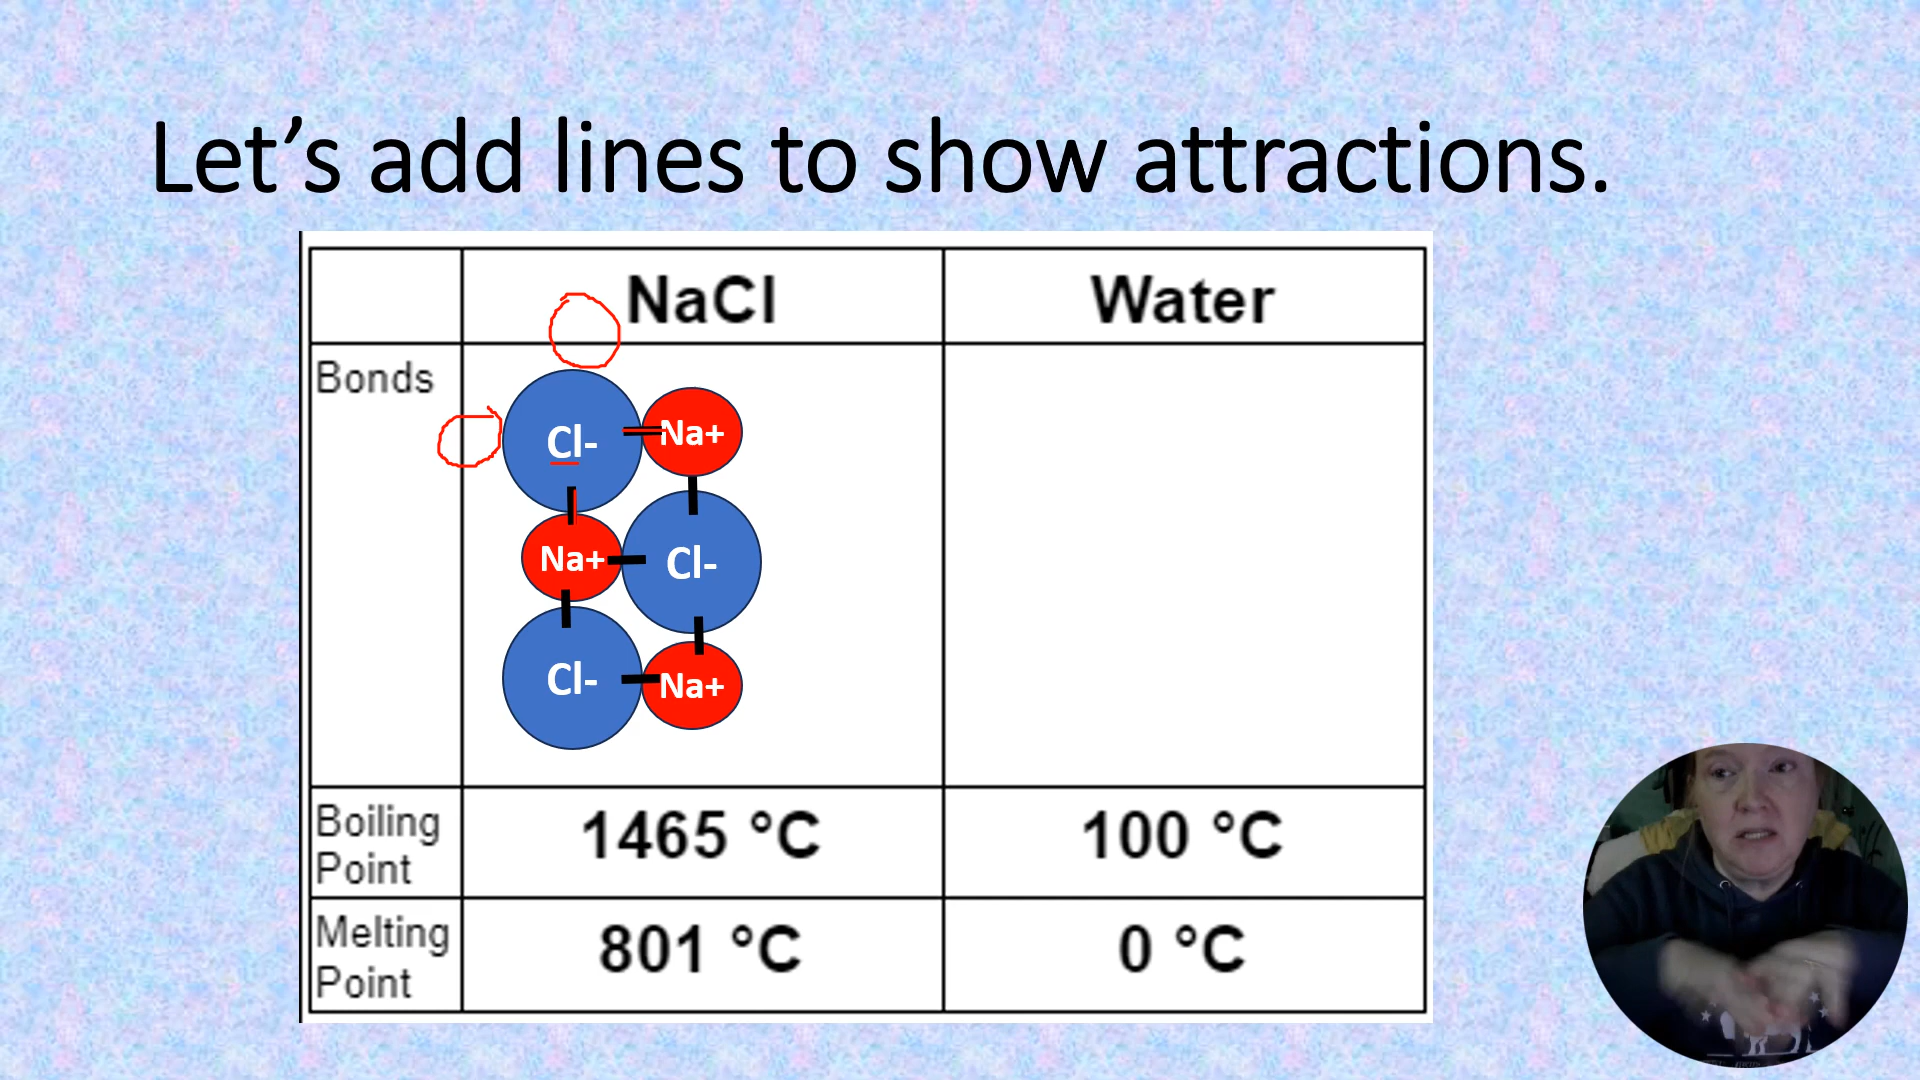 Let’s add lines to show attractions.
NaCl Water
Bonds
Cl- Na+
Na+ Cl-
Cl- Na+
Boiling Point 1465 °C 100 °C
Melting Point 801 °C 0 °C